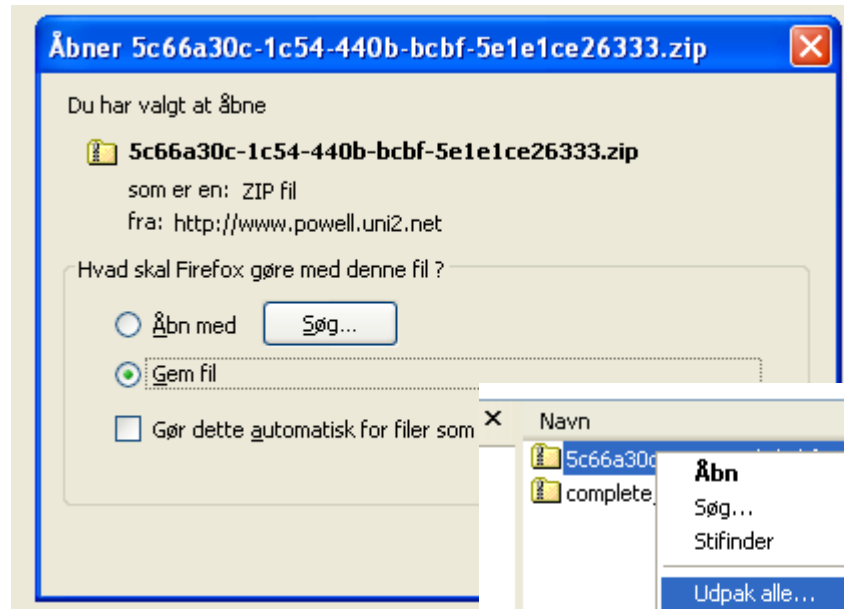 Åbner 5c66a30c-1c54-440b-bcbf-5e1e1ce26333.zip
Du har valgt at åbne
5c66a30c-1c54-440b-bcbf-5e1e1ce26333.zip
som er en: ZIP fil
fra: http://www.powell.uni2.net
Hvad skal Firefox gøre med denne fil ?
Åbn med Søg...
Gem fil
Gør dette automatisk for filer som
Navn
5c66a30c
complete_
Åbn
Søg...
Stifinder
Udpak alle...